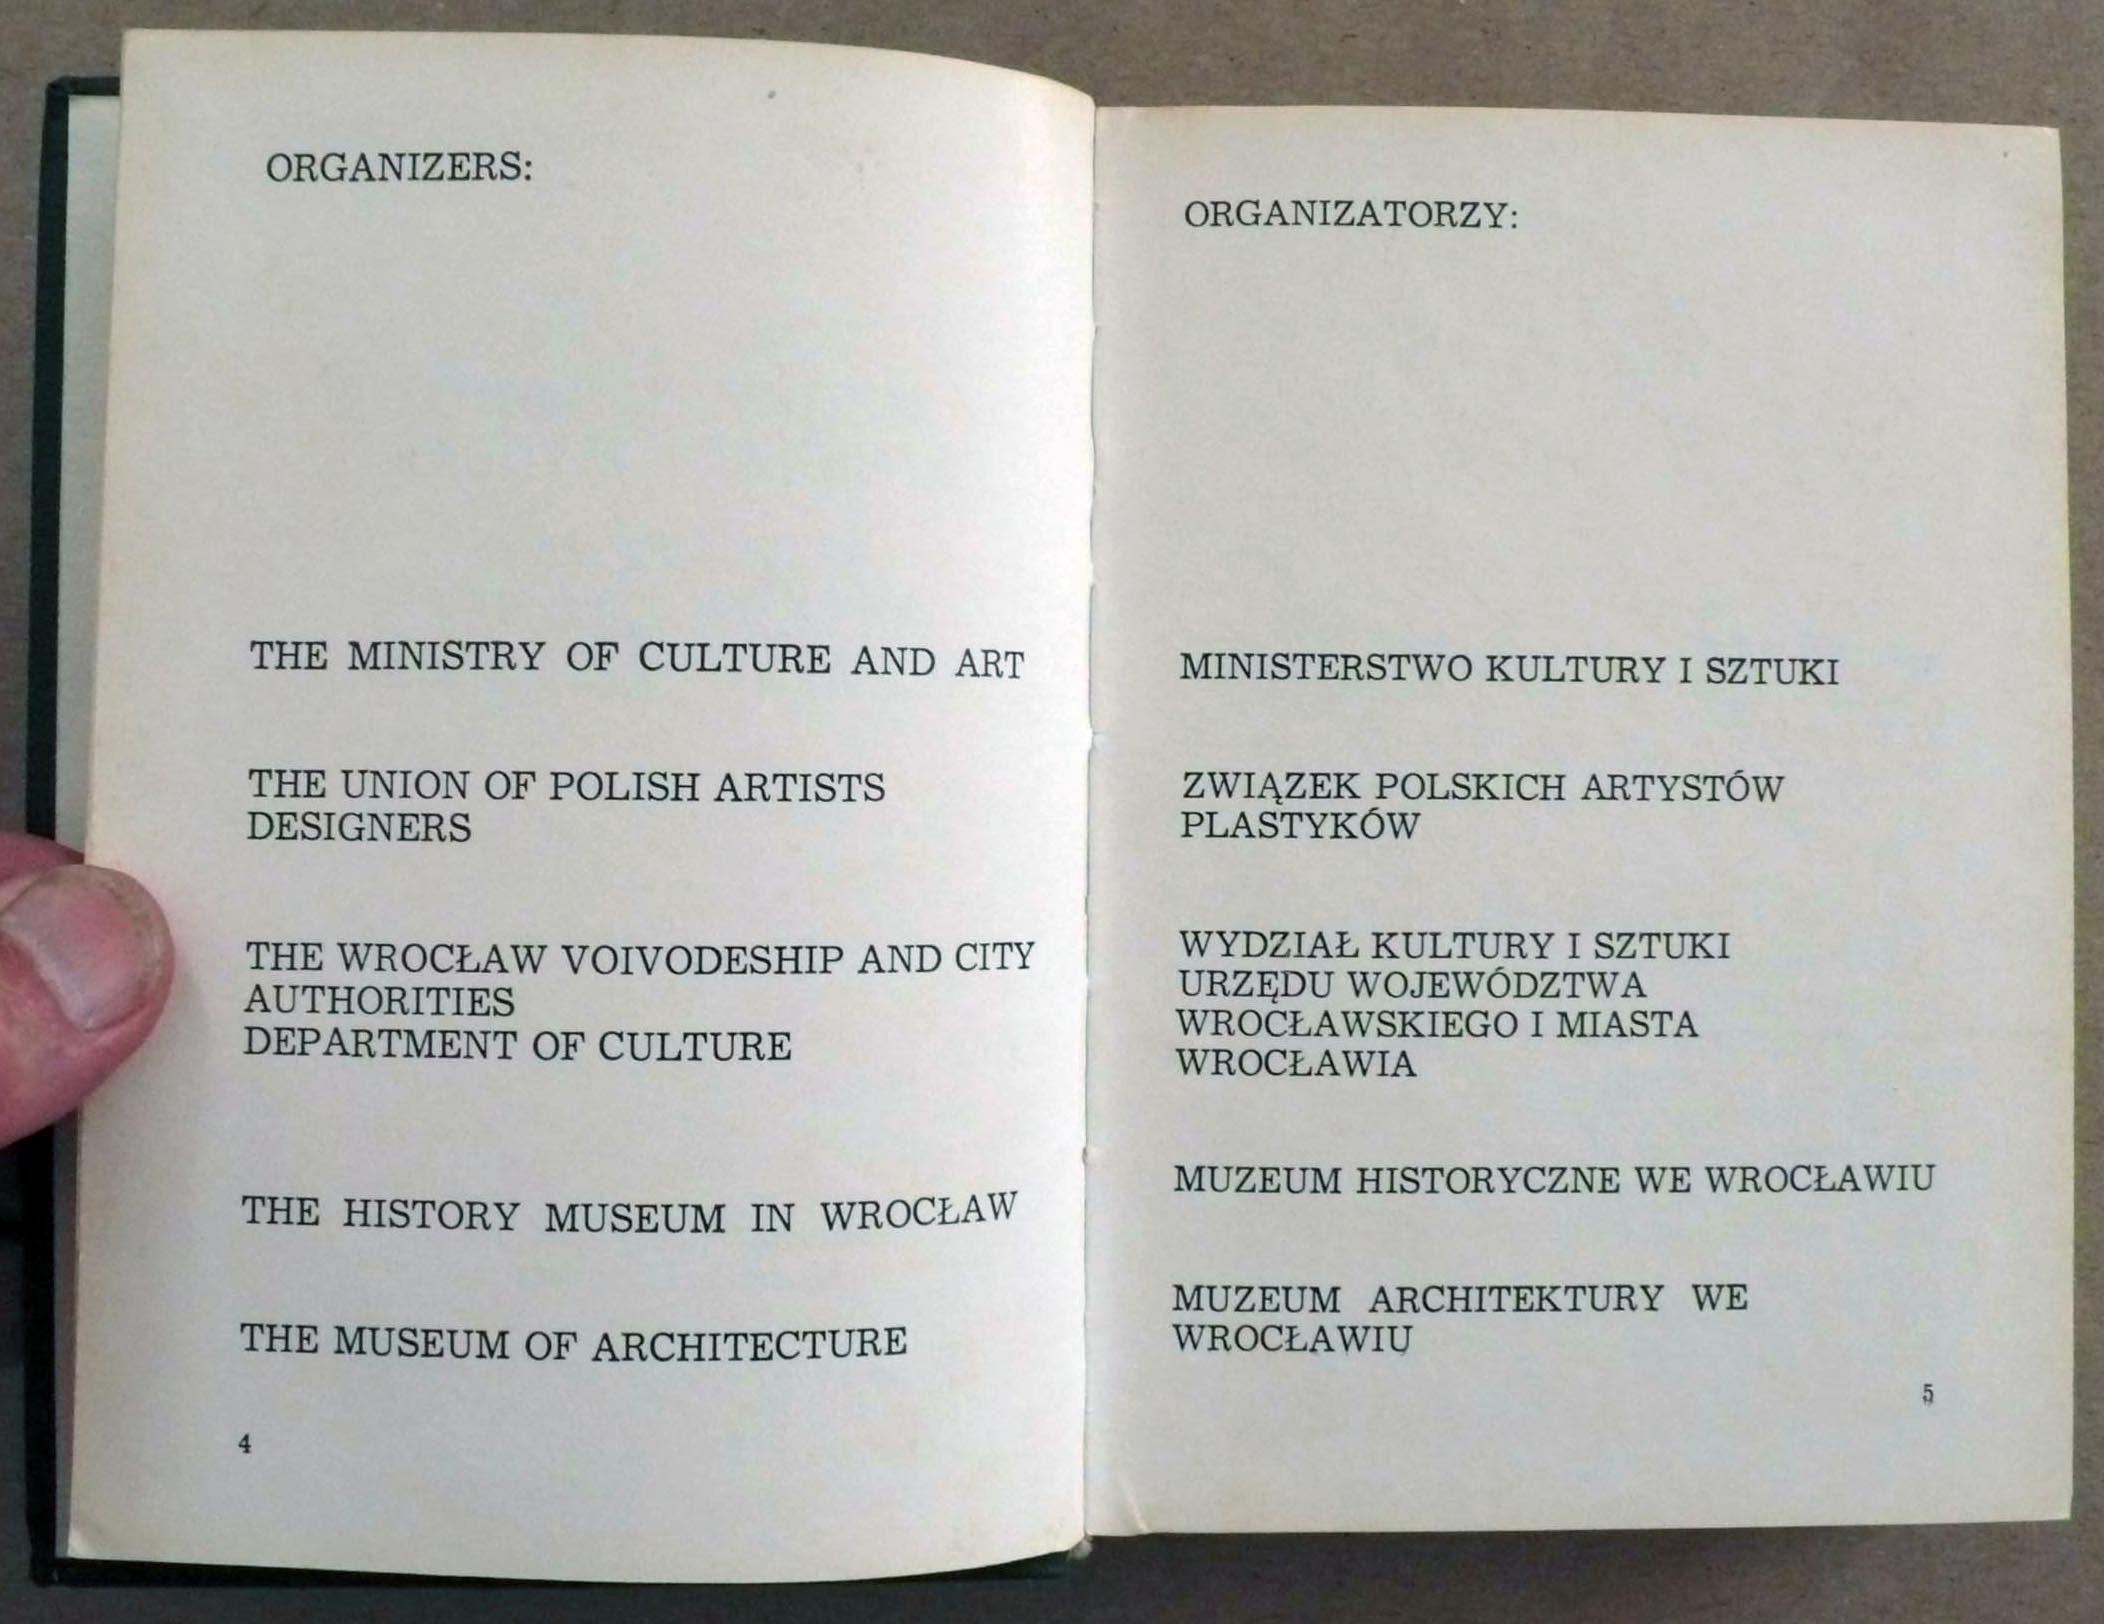 ORGANIZERS:
THE MINISTRY OF CULTURE AND ART
THE UNION OF POLISH ARTISTS
DESIGNERS
THE WROCŁAW VOIVODESHIP AND CITY
AUTHORITIES
DEPARTMENT OF CULTURE
THE HISTORY MUSEUM IN WROCŁAW
THE MUSEUM OF ARCHITECTURE
4
ORGANIZATORZY:
MINISTERSTWO KULTURY I SZTUKI
ZWIĄZEK POLSKICH ARTYSTÓW
PLASTYKÓW
WYDZIAŁ KULTURY I SZTUKI
URZĘDU WOJEWÓDZTWA
WROCŁAWSKIEGO I MIASTA
WROCŁAWIA
MUZEUM HISTORYCZNE WE WROCŁAWIU
MUZEUM ARCHITEKTURY WE
WROCŁAWIU
5